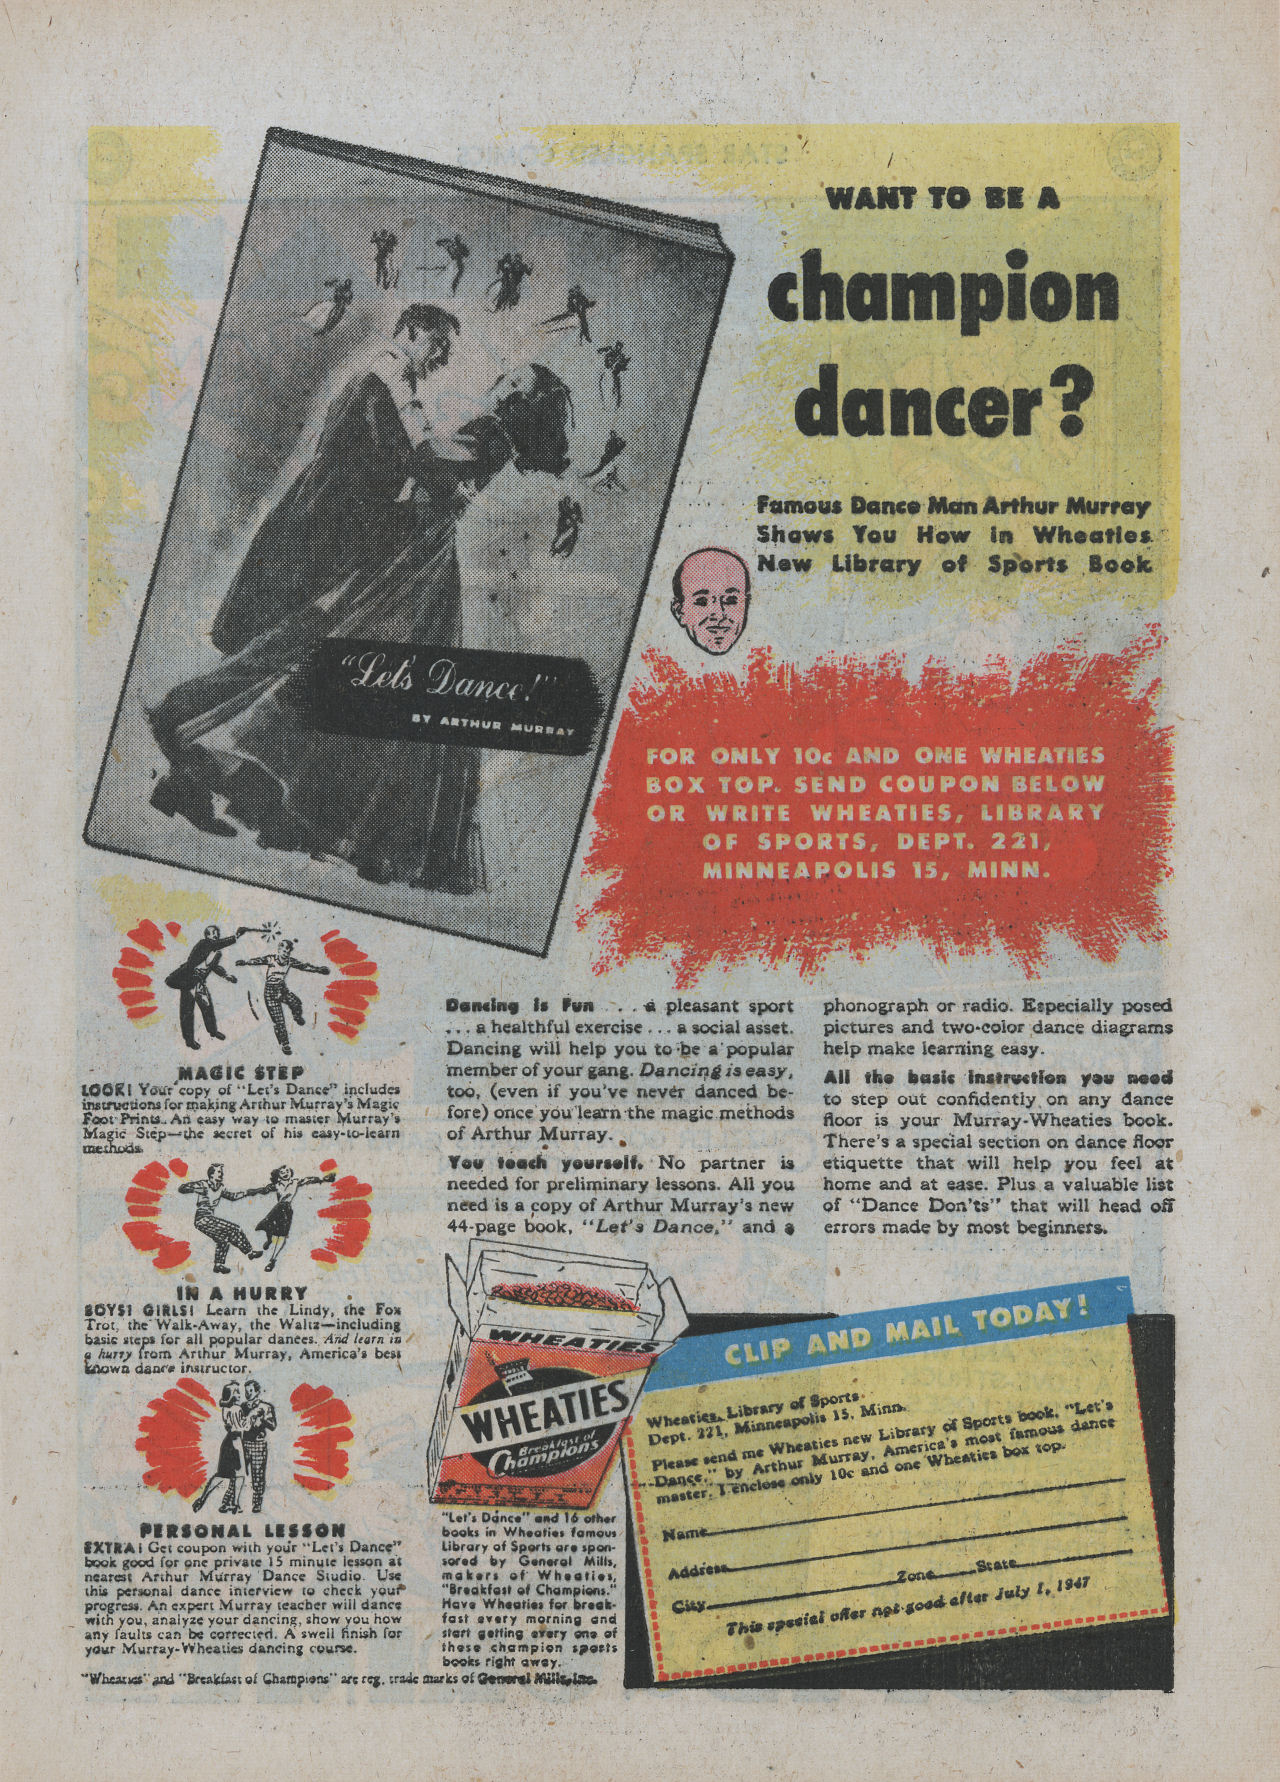 WANT TO BE A
champion
dancer?
Famous Dance Man Arthur Murray
Shows You How in Wheaties
New Library of Sports Book
"Let's Dance!"
BY ARTHUR MURRAY
FOR ONLY 10c AND ONE WHEATIES
BOX TOP. SEND COUPON BELOW
OR WRITE WHEATIES, LIBRARY
OF SPORTS, DEPT. 221,
MINNEAPOLIS 15, MINN.
MAGIC STEP
LOOK! Your copy of "Let's Dance" includes
instructions for making Arthur Murray's Magic
Foot Prints. An easy way to master Murray's
Magic Step—the secret of his easy-to-learn
methods.
IN A HURRY
BOYS! GIRLS! Learn the Lindy, the Fox
Trot, the Walk-Away, the Waltz—including
basic steps for all popular dances. And learn in
a hurry from Arthur Murray, America's best
known dance instructor.
PERSONAL LESSON
EXTRA! Get coupon with your "Let's Dance"
book good for one private 15 minute lesson at
nearest Arthur Murray Dance Studio. Use
this personal dance interview to check your
progress. An expert Murray teacher will dance
with you, analyze your dancing, show you how
any faults can be corrected. A swell finish for
your Murray-Wheaties dancing course.
"Wheaties" and "Breakfast of Champions" are reg. trade marks of General Mills, Inc.
Dancing is Fun . . . a pleasant sport
. . . a healthful exercise . . . a social asset.
Dancing will help you to be a popular
member of your gang. Dancing is easy,
too, (even if you've never danced be-
fore) once you learn the magic methods
of Arthur Murray.
You teach yourself. No partner is
needed for preliminary lessons. All you
need is a copy of Arthur Murray's new
44-page book, "Let's Dance," and a
phonograph or radio. Especially posed
pictures and two-color dance diagrams
help make learning easy.
All the basic instruction you need
to step out confidently on any dance
floor is your Murray-Wheaties book.
There's a special section on dance floor
etiquette that will help you feel at
home and at ease. Plus a valuable list
of "Dance Don'ts" that will head off
errors made by most beginners.
WHEATIES
WHEATIES
Breakfast of
Champions
"Let's Dance" and 16 other
books in Wheaties famous
Library of Sports are spon-
sored by General Mills,
makers of Wheaties,
"Breakfast of Champions."
Have Wheaties for break-
fast every morning and
start getting every one of
these champion sports
books right away.
CLIP AND MAIL TODAY!
Wheaties, Library of Sports
Dept. 221, Minneapolis 15, Minn.
Please send me Wheaties new Library of Sports book, "Let's
Dance," by Arthur Murray, America's most famous dance
master. I enclose only 10c and one Wheaties box top.
Name
Address
City Zone State
This special offer not good after July 1, 1947